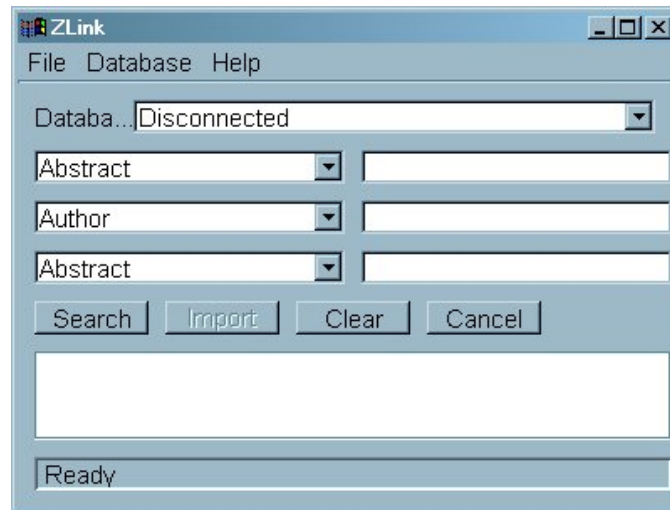 ZLink
File Database Help
Databa... Disconnected
Abstract
Author
Abstract
Search Import Clear Cancel
Ready